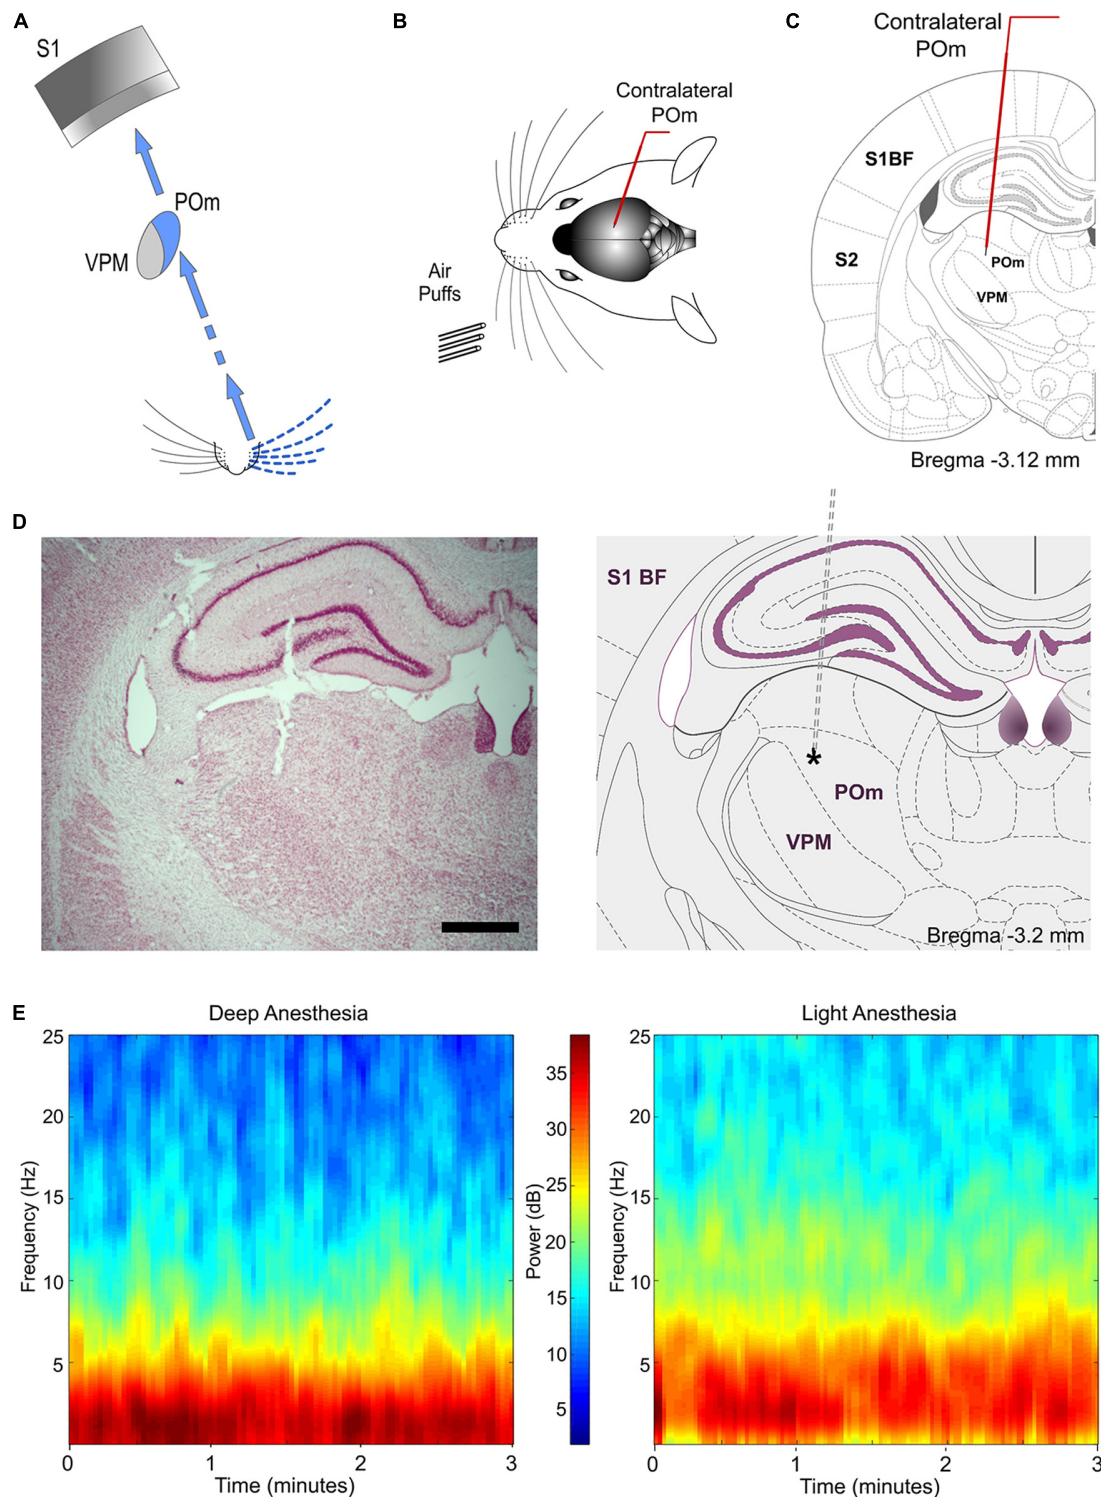 A
S1
POm
VPM
B
Contralateral
POm
Air
Puffs
C
Contralateral
POm
S1BF
S2
POm
VPM
Bregma -3.12 mm
D
S1 BF
*
POm
VPM
Bregma -3.2 mm
E
Deep Anesthesia
25
20
15
10
5
Frequency (Hz)
0
1
2
3
Time (minutes)
35
30
25
20
15
10
5
Power (dB)
Light Anesthesia
25
20
15
10
5
Frequency (Hz)
0
1
2
3
Time (minutes)